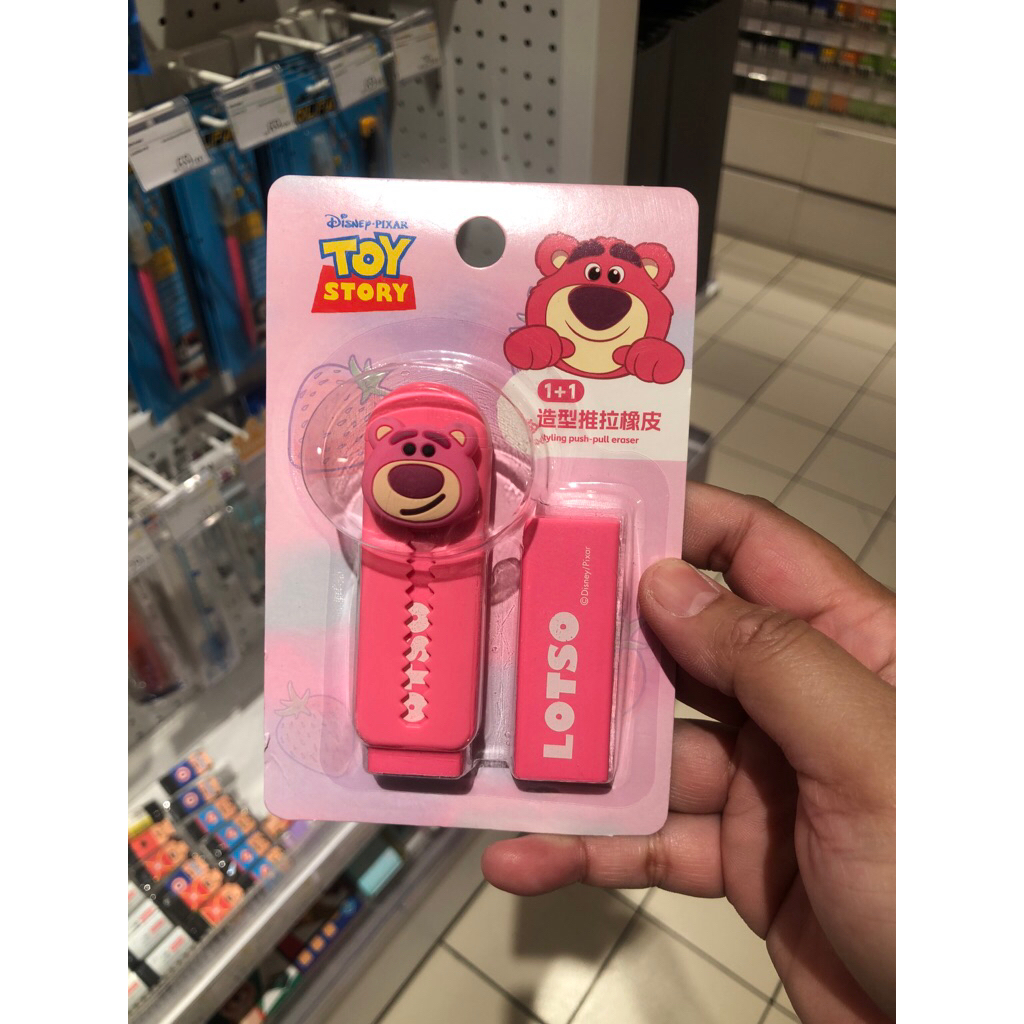 Disney·PIXAR
TOY
STORY
1+1
造型推拉橡皮
styling push-pull eraser
LOTSO
©Disney/Pixar